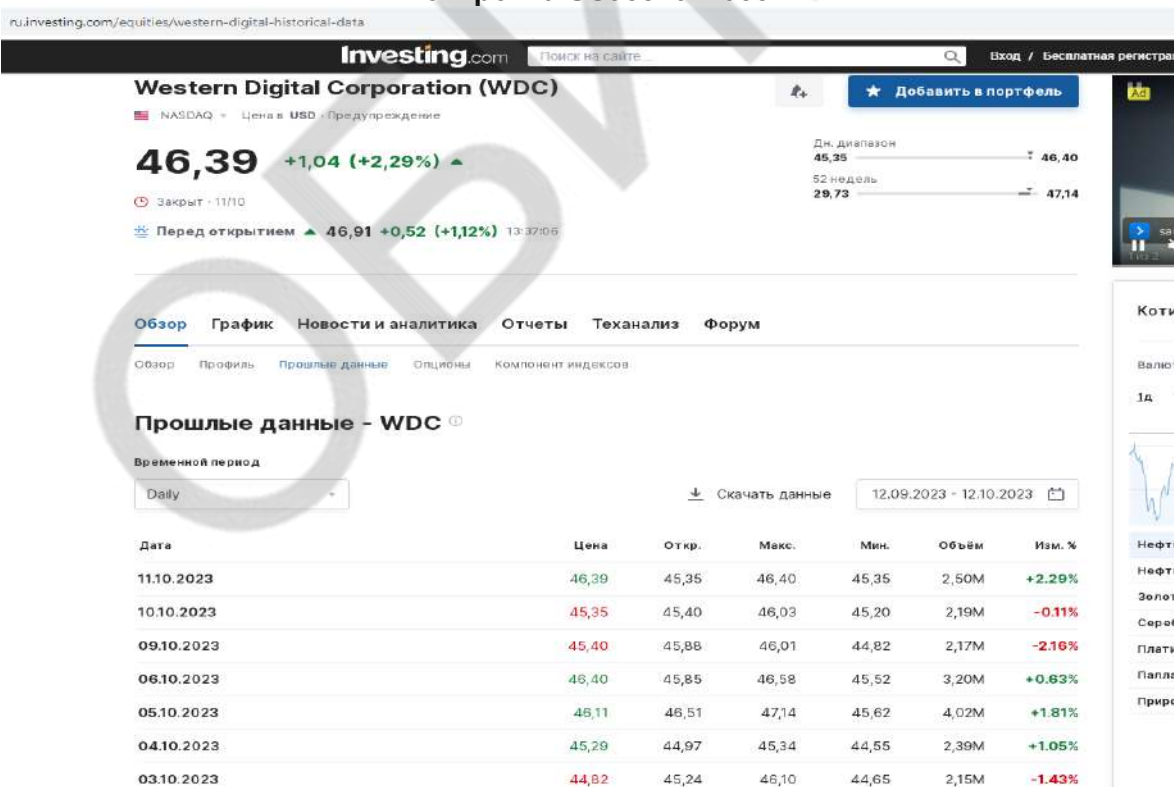 ru.investing.com/equities/western-digital-historical-data
Investing.com Поиск на сайте... Вход / Бесплатная регистра
Western Digital Corporation (WDC)
Добавить в портфель
Ad
NASDAQ Цена в USD · Предупреждение
46,39 +1,04 (+2,29%)
Дн. диапазон
45,35 46,40
52 недель
29,73 47,14
Закрыт · 11/10
Перед открытием 46,91 +0,52 (+1,12%) 13:37:06
Обзор График Новости и аналитика Отчеты Теханализ Форум
Коти
Обзор Профиль Прошлые данные Опционы Компонент индексов
Валют
1д
Прошлые данные - WDC
Временной период
Daily Скачать данные 12.09.2023 - 12.10.2023
Дата Цена Откр. Макс. Мин. Объём Изм. %
Нефть
11.10.2023 46,39 45,35 46,40 45,35 2,50M +2.29%
Нефть
Золот
10.10.2023 45,35 45,40 46,03 45,20 2,19M -0.11%
Сереб
09.10.2023 45,40 45,88 46,01 44,82 2,17M -2.16%
Плати
06.10.2023 46,40 45,85 46,58 45,52 3,20M +0.63%
Палла
Приро
05.10.2023 46,11 46,51 47,14 45,62 4,02M +1.81%
04.10.2023 45,29 44,97 45,34 44,55 2,39M +1.05%
03.10.2023 44,82 45,24 46,10 44,65 2,15M -1.43%